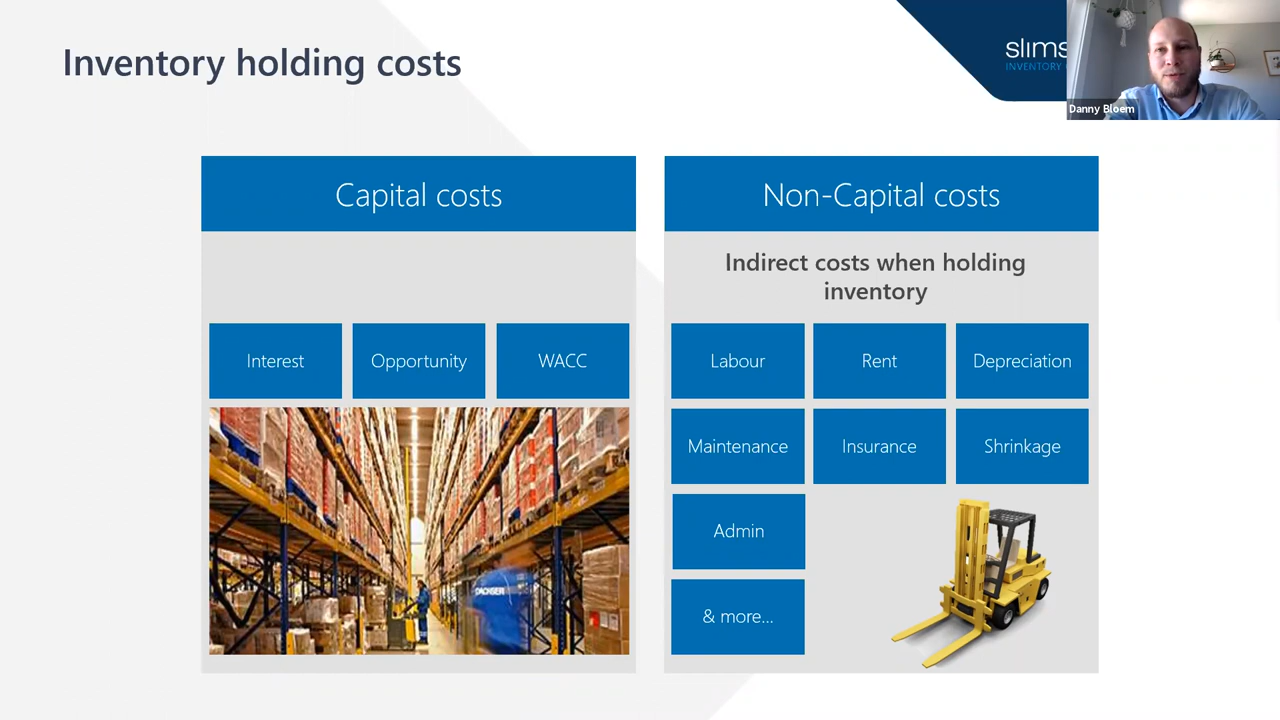 Inventory holding costs
slims
INVENTORY
Danny Bloem
Capital costs
Interest
Opportunity
WACC
DACHSER
Non-Capital costs
Indirect costs when holding
inventory
Labour
Rent
Depreciation
Maintenance
Insurance
Shrinkage
Admin
& more...